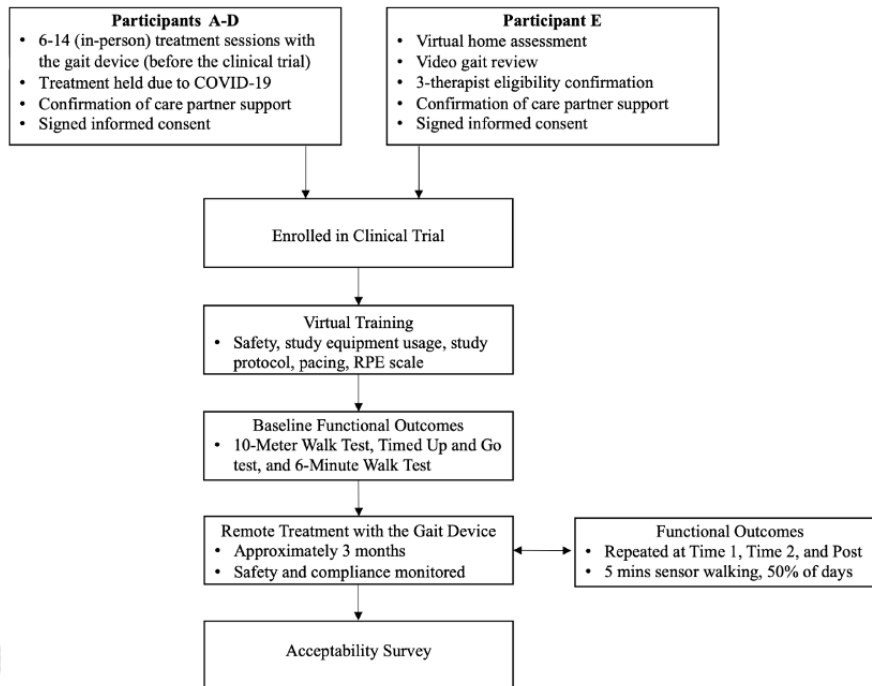 Participants A-D
• 6-14 (in-person) treatment sessions with
the gait device (before the clinical trial)
• Treatment held due to COVID-19
• Confirmation of care partner support
• Signed informed consent
Participant E
• Virtual home assessment
• Video gait review
• 3-therapist eligibility confirmation
• Confirmation of care partner support
• Signed informed consent
Enrolled in Clinical Trial
Virtual Training
• Safety, study equipment usage, study
protocol, pacing, RPE scale
Baseline Functional Outcomes
• 10-Meter Walk Test, Timed Up and Go
test, and 6-Minute Walk Test
Remote Treatment with the Gait Device
• Approximately 3 months
• Safety and compliance monitored
Functional Outcomes
• Repeated at Time 1, Time 2, and Post
• 5 mins sensor walking, 50% of days
Acceptability Survey